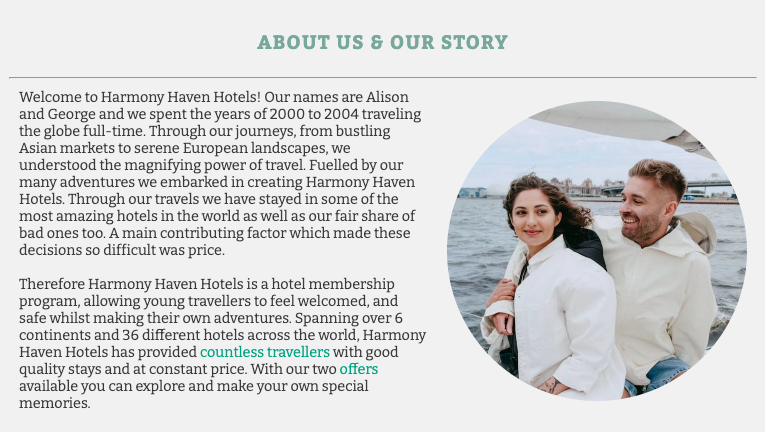 ABOUT US & OUR STORY
Welcome to Harmony Haven Hotels! Our names are Alison
and George and we spent the years of 2000 to 2004 traveling
the globe full-time. Through our journeys, from bustling
Asian markets to serene European landscapes, we
understood the magnifying power of travel. Fuelled by our
many adventures we embarked in creating Harmony Haven
Hotels. Through our travels we have stayed in some of the
most amazing hotels in the world as well as our fair share of
bad ones too. A main contributing factor which made these
decisions so difficult was price.
Therefore Harmony Haven Hotels is a hotel membership
program, allowing young travellers to feel welcomed, and
safe whilst making their own adventures. Spanning over 6
continents and 36 different hotels across the world, Harmony
Haven Hotels has provided countless travellers with good
quality stays and at constant price. With our two offers
available you can explore and make your own special
memories.